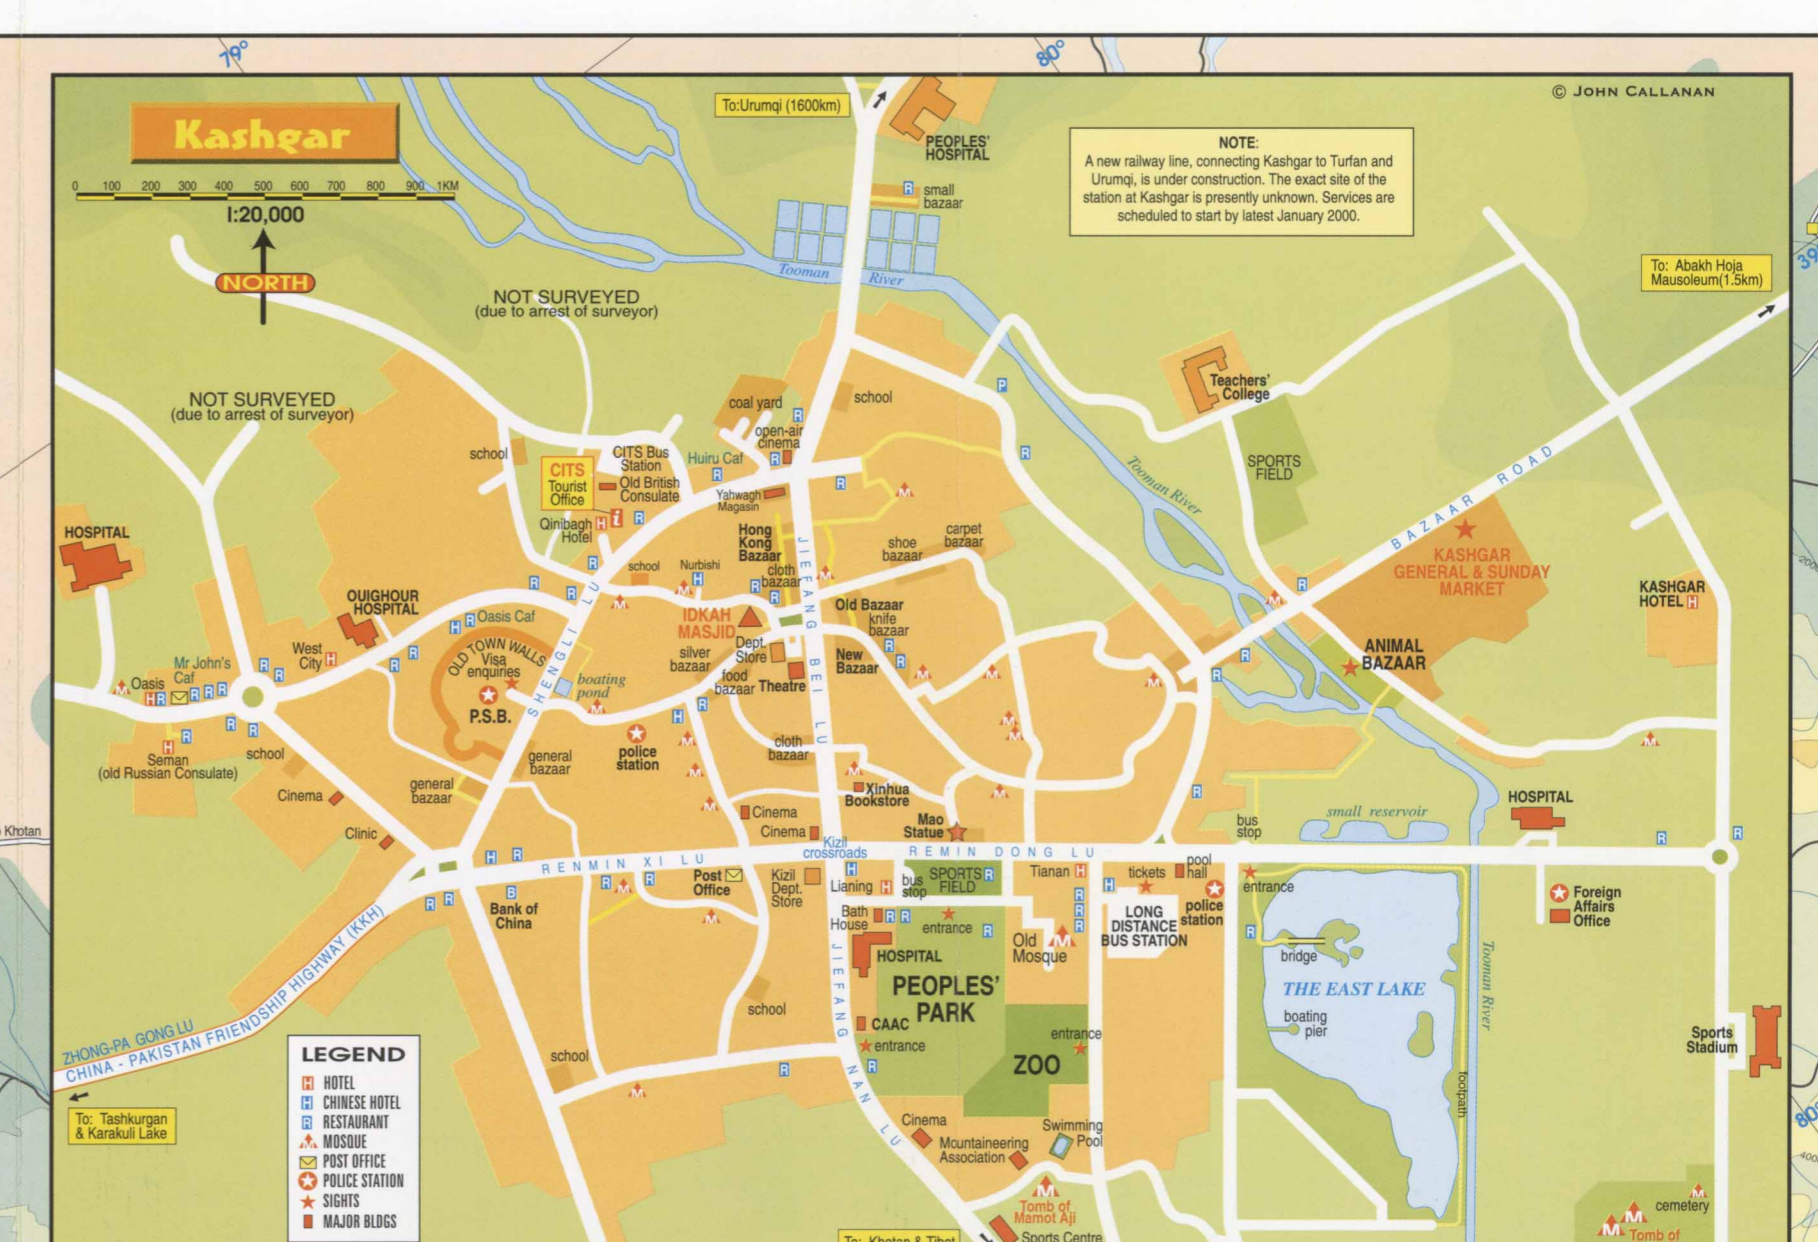 79°
80°
© JOHN CALLANAN
Kashgar
0 100 200 300 400 500 600 700 800 900 1KM
1:20,000
NORTH
To:Urumqi (1600km)
PEOPLES'
HOSPITAL
R small
bazaar
NOTE:
A new railway line, connecting Kashgar to Turfan and
Urumqi, is under construction. The exact site of the
station at Kashgar is presently unknown. Services are
scheduled to start by latest January 2000.
To: Abakh Hoja
Mausoleum(1.5km)
39
Tooman River
NOT SURVEYED
(due to arrest of surveyor)
NOT SURVEYED
(due to arrest of surveyor)
coal yard
school
open-air
cinema
Teachers'
College
P
SPORTS
FIELD
school
CITS Bus
Station
Huiru Caf
CITS
Tourist
Office
Old British
Consulate
Yahwagh
Magasin
Qinibagh
Hotel
H i R
Tooman River
BAZAAR ROAD
KASHGAR
GENERAL & SUNDAY
MARKET
HOSPITAL
Hong
Kong
Bazaar
shoe
bazaar
carpet
bazaar
school
Nurbishi
H
cloth
bazaar
JIEFANG BEI LU
KASHGAR
HOTEL H
OUIGHOUR
HOSPITAL
H R Oasis Caf
IDKAH
MASJID
Old Bazaar
knife
bazaar
Dept.
Store
silver
bazaar
New
Bazaar
food
bazaar
Theatre
ANIMAL
BAZAAR
West
City H
OLD TOWN WALLS
Visa
enquiries
P.S.B.
SHENGLI LU
boating
pond
Mr John's
Caf
Oasis
H R
R R R
Seman
(old Russian Consulate)
school
police
station
general
bazaar
general
bazaar
cloth
bazaar
Cinema
Clinic
Xinhua
Bookstore
Cinema
Cinema
Mao
Statue
Kizil
crossroads
bus
stop
small reservoir
HOSPITAL
Khotan
RENMIN XI LU
REMIN DONG LU
Post
Office
Kizil
Dept.
Store
Lianing H
bus
stop
SPORTS
FIELD
R
Tianan H
tickets
pool
hall
entrance
Bank of
China
Bath
House
R R
entrance
Old
Mosque
LONG
DISTANCE
BUS STATION
police
station
Foreign
Affairs
Office
HOSPITAL
PEOPLES'
PARK
bridge
THE EAST LAKE
boating
pier
Tooman River
JIEFANG NAN LU
school
CAAC
entrance
entrance
ZOO
Sports
Stadium
school
footpath
ZHONG-PA GONG LU
CHINA - PAKISTAN FRIENDSHIP HIGHWAY (KKH)
To: Tashkurgan
& Karakuli Lake
LEGEND
H HOTEL
H CHINESE HOTEL
R RESTAURANT
M MOSQUE
POST OFFICE
POLICE STATION
SIGHTS
MAJOR BLDGS
80°
Cinema
Mountaineering
Association
Swimming
Pool
Tomb of
Mamot Aji
Sports Centre
cemetery
Tomb of
To: Khotan & Tibet